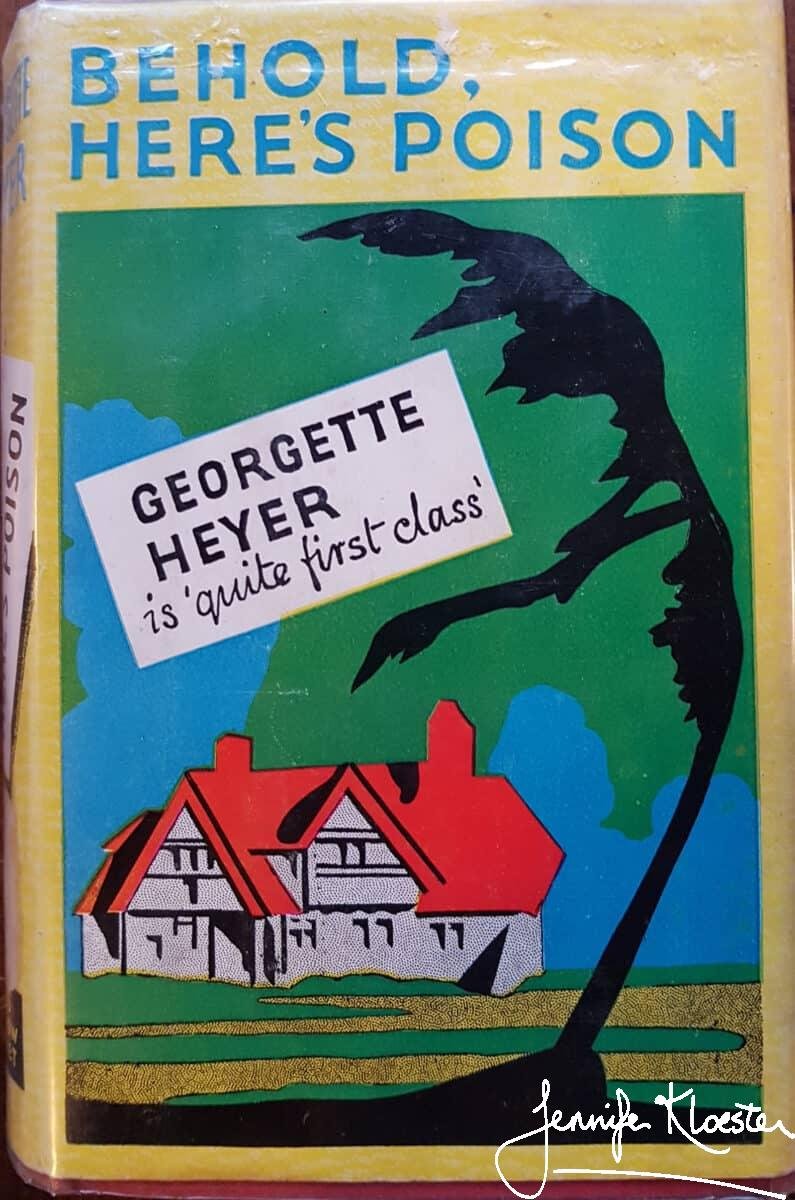 BEHOLD,
HERE'S POISON
GEORGETTE
HEYER
is 'quite first class'
POISON
Jennifer Kloester